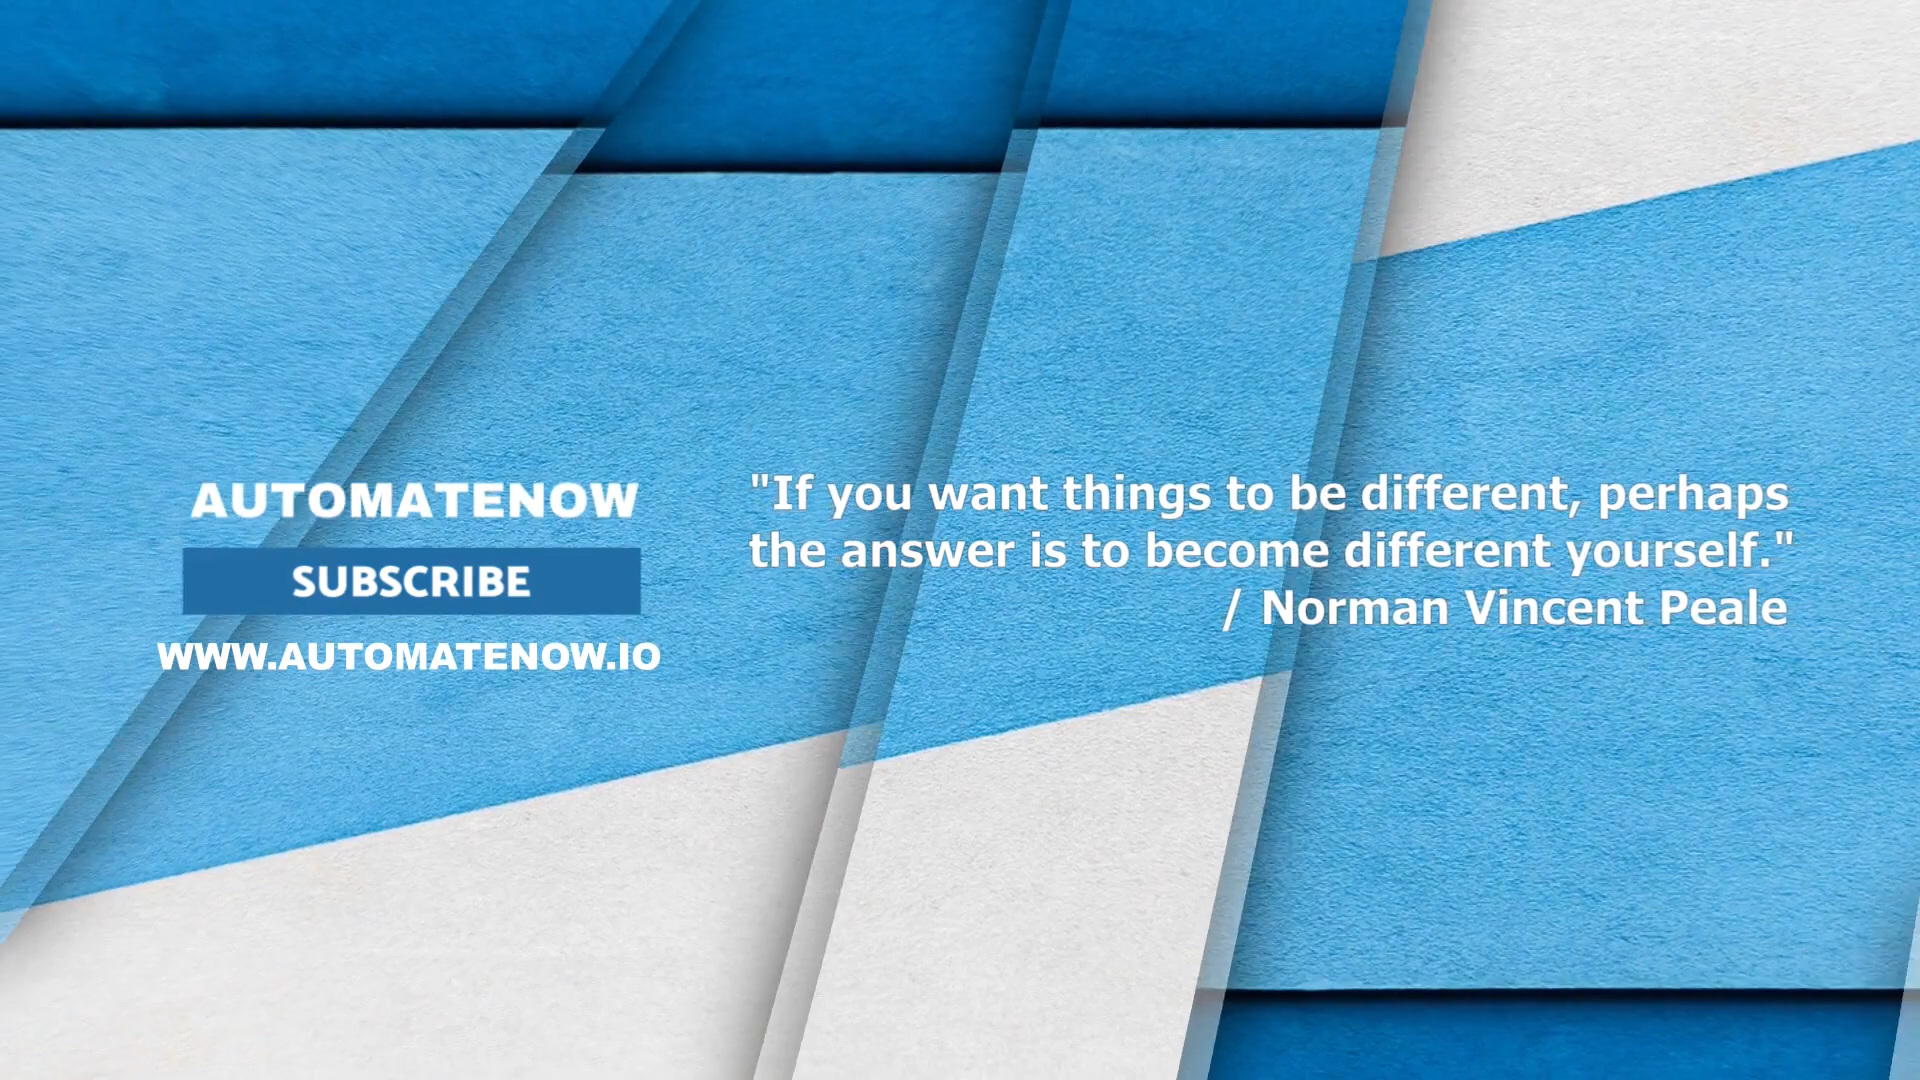 AUTOMATENOW
SUBSCRIBE
WWW.AUTOMATENOW.IO
"If you want things to be different, perhaps
the answer is to become different yourself."
/ Norman Vincent Peale